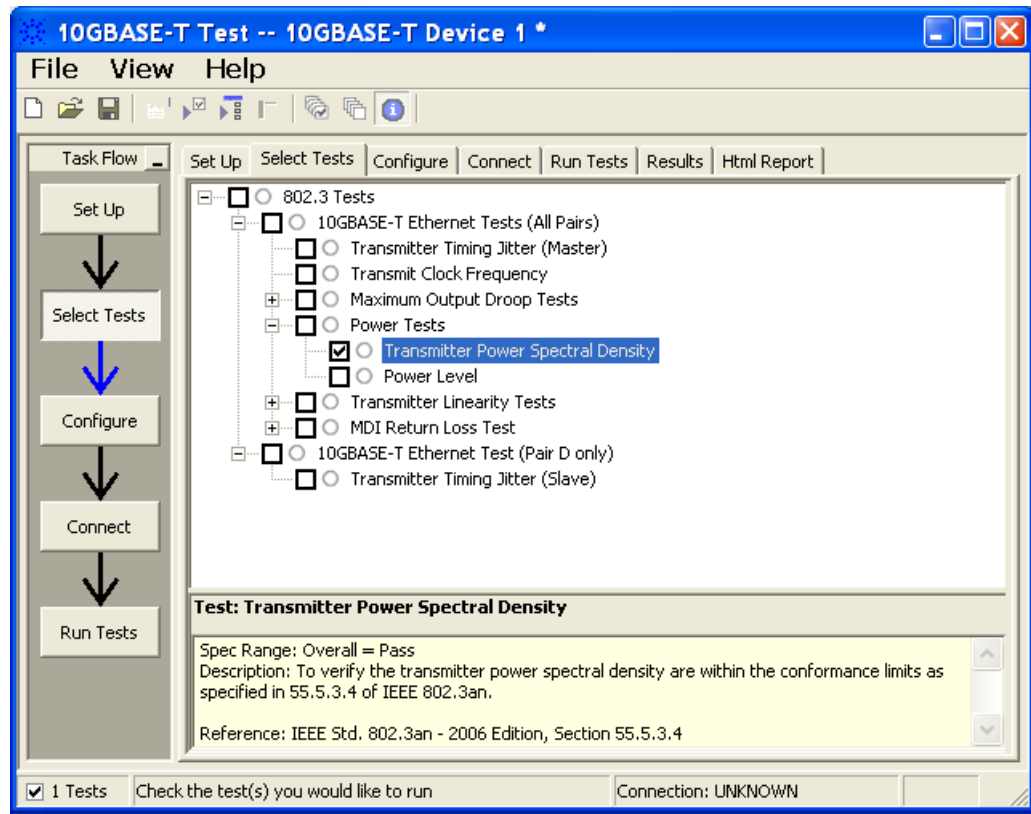 10GBASE-T Test -- 10GBASE-T Device 1 *
File View Help
Task Flow
Set Up
Select Tests
Configure
Connect
Run Tests
Set Up Select Tests Configure Connect Run Tests Results Html Report
802.3 Tests
10GBASE-T Ethernet Tests (All Pairs)
Transmitter Timing Jitter (Master)
Transmit Clock Frequency
Maximum Output Droop Tests
Power Tests
Transmitter Power Spectral Density
Power Level
Transmitter Linearity Tests
MDI Return Loss Test
10GBASE-T Ethernet Test (Pair D only)
Transmitter Timing Jitter (Slave)
Test: Transmitter Power Spectral Density
Spec Range: Overall = Pass
Description: To verify the transmitter power spectral density are within the conformance limits as
specified in 55.5.3.4 of IEEE 802.3an.
Reference: IEEE Std. 802.3an - 2006 Edition, Section 55.5.3.4
1 Tests Check the test(s) you would like to run Connection: UNKNOWN